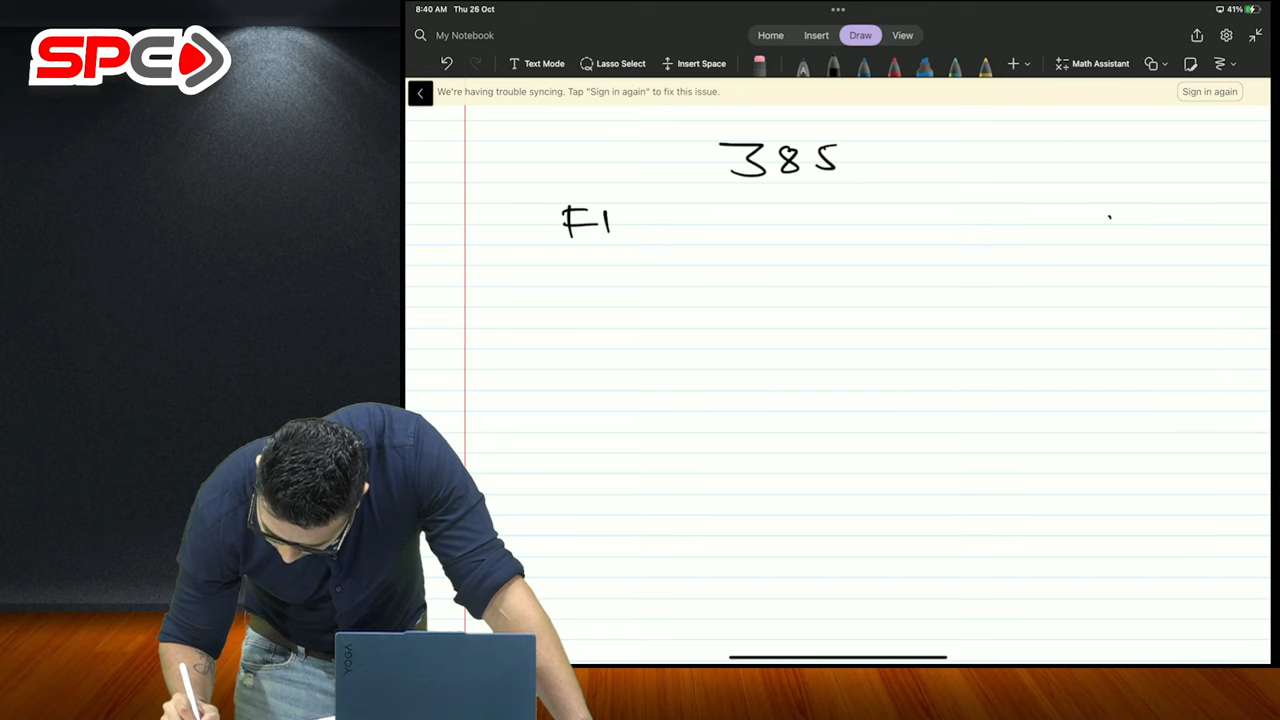 SPE
8:40 AM Thu 26 Oct
41%
My Notebook
Home Insert Draw View
Text Mode Lasso Select Insert Space Math Assistant
We're having trouble syncing. Tap "Sign in again" to fix this issue. Sign in again
385
F1
YOGA